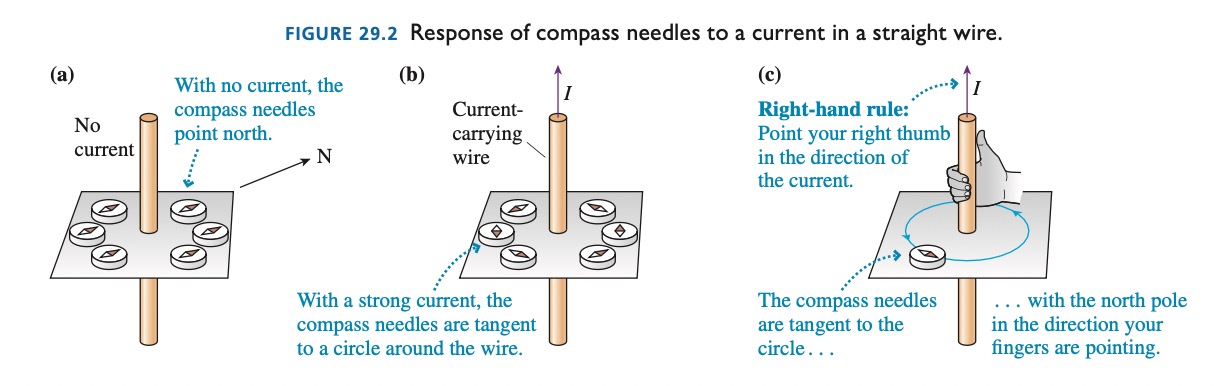 FIGURE 29.2 Response of compass needles to a current in a straight wire.
(a)
With no current, the
compass needles
point north.
No
current
N
(b)
I
Current-
carrying
wire
With a strong current, the
compass needles are tangent
to a circle around the wire.
(c)
I
Right-hand rule:
Point your right thumb
in the direction of
the current.
The compass needles
are tangent to the
circle . . .
. . . with the north pole
in the direction your
fingers are pointing.